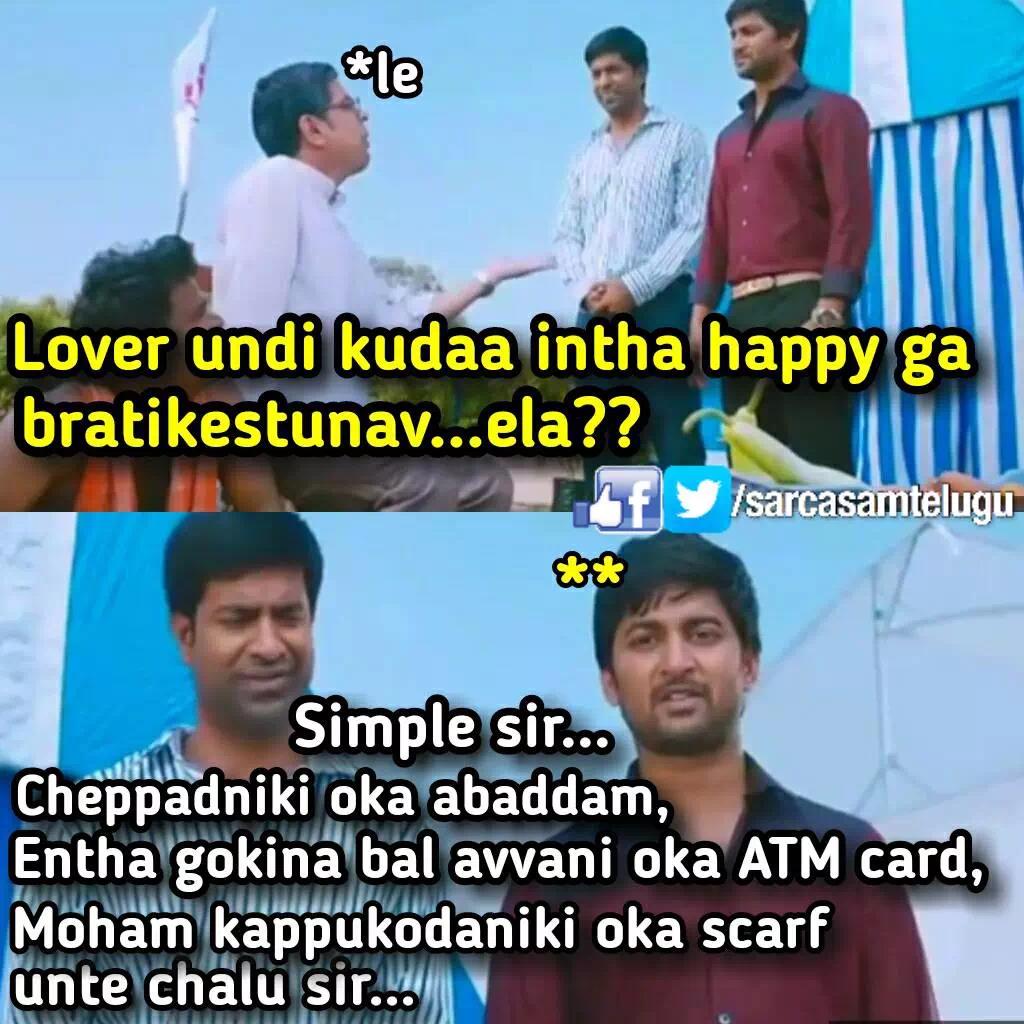 *le
Lover undi kudaa intha happy ga
bratikestunav...ela??
/sarcasamtelugu
**
Simple sir...
Cheppadniki oka abaddam,
Entha gokina bal avvani oka ATM card,
Moham kappukodaniki oka scarf
unte chalu sir...